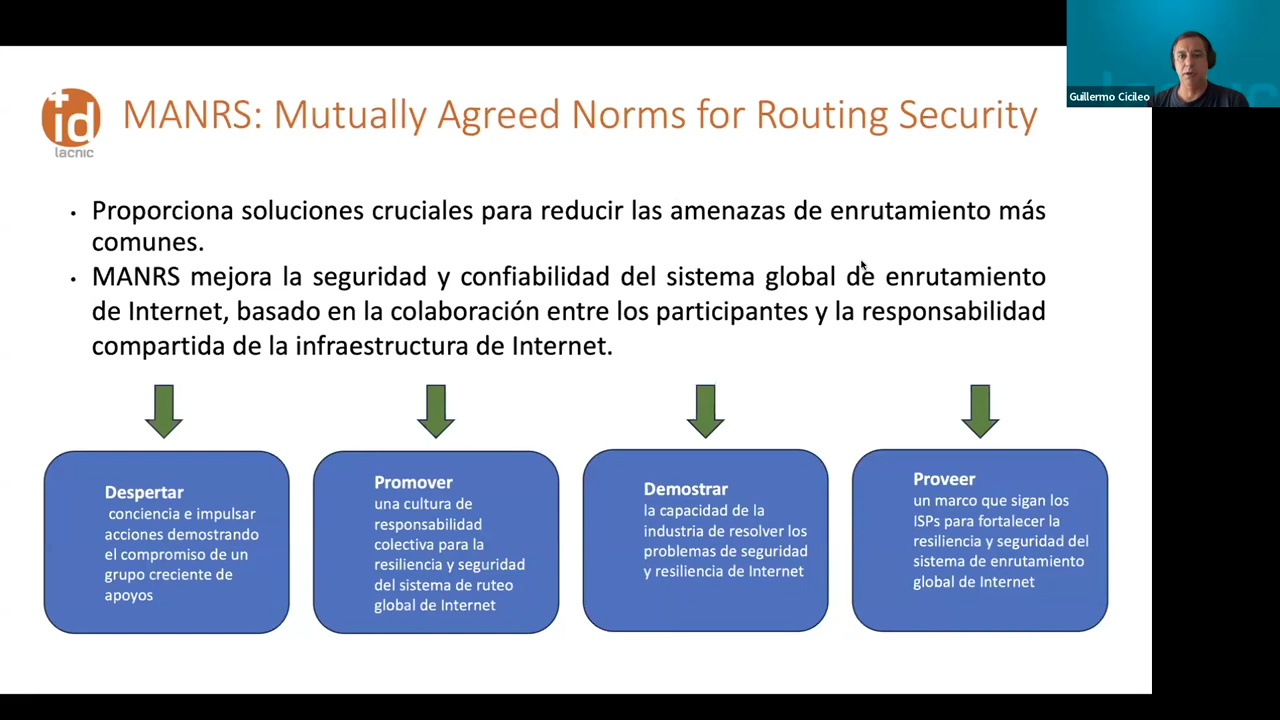 Guillermo Cicileo
+id
lacnic
MANRS: Mutually Agreed Norms for Routing Security
• Proporciona soluciones cruciales para reducir las amenazas de enrutamiento más
comunes.
• MANRS mejora la seguridad y confiabilidad del sistema global de enrutamiento
de Internet, basado en la colaboración entre los participantes y la responsabilidad
compartida de la infraestructura de Internet.
Despertar
conciencia e impulsar
acciones demostrando
el compromiso de un
grupo creciente de
apoyos
Promover
una cultura de
responsabilidad
colectiva para la
resiliencia y seguridad
del sistema de ruteo
global de Internet
Demostrar
la capacidad de la
industria de resolver los
problemas de seguridad
y resiliencia de Internet
Proveer
un marco que sigan los
ISPs para fortalecer la
resiliencia y seguridad del
sistema de enrutamiento
global de Internet